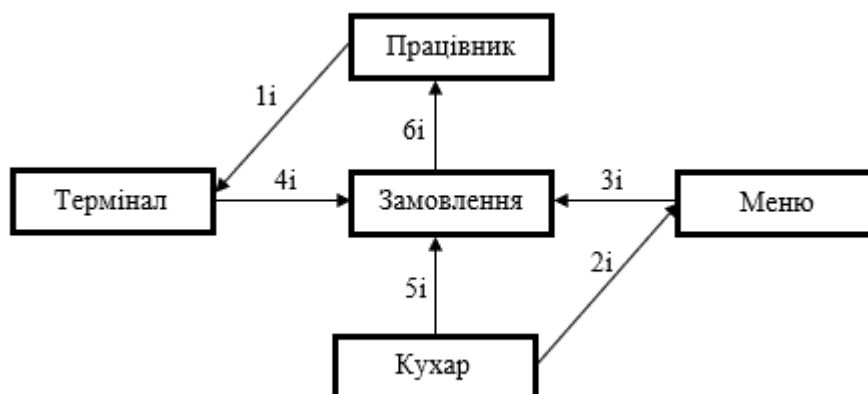 Працівник
1і
6і
Термінал
4і
Замовлення
3і
Меню
5і
2і
Кухар